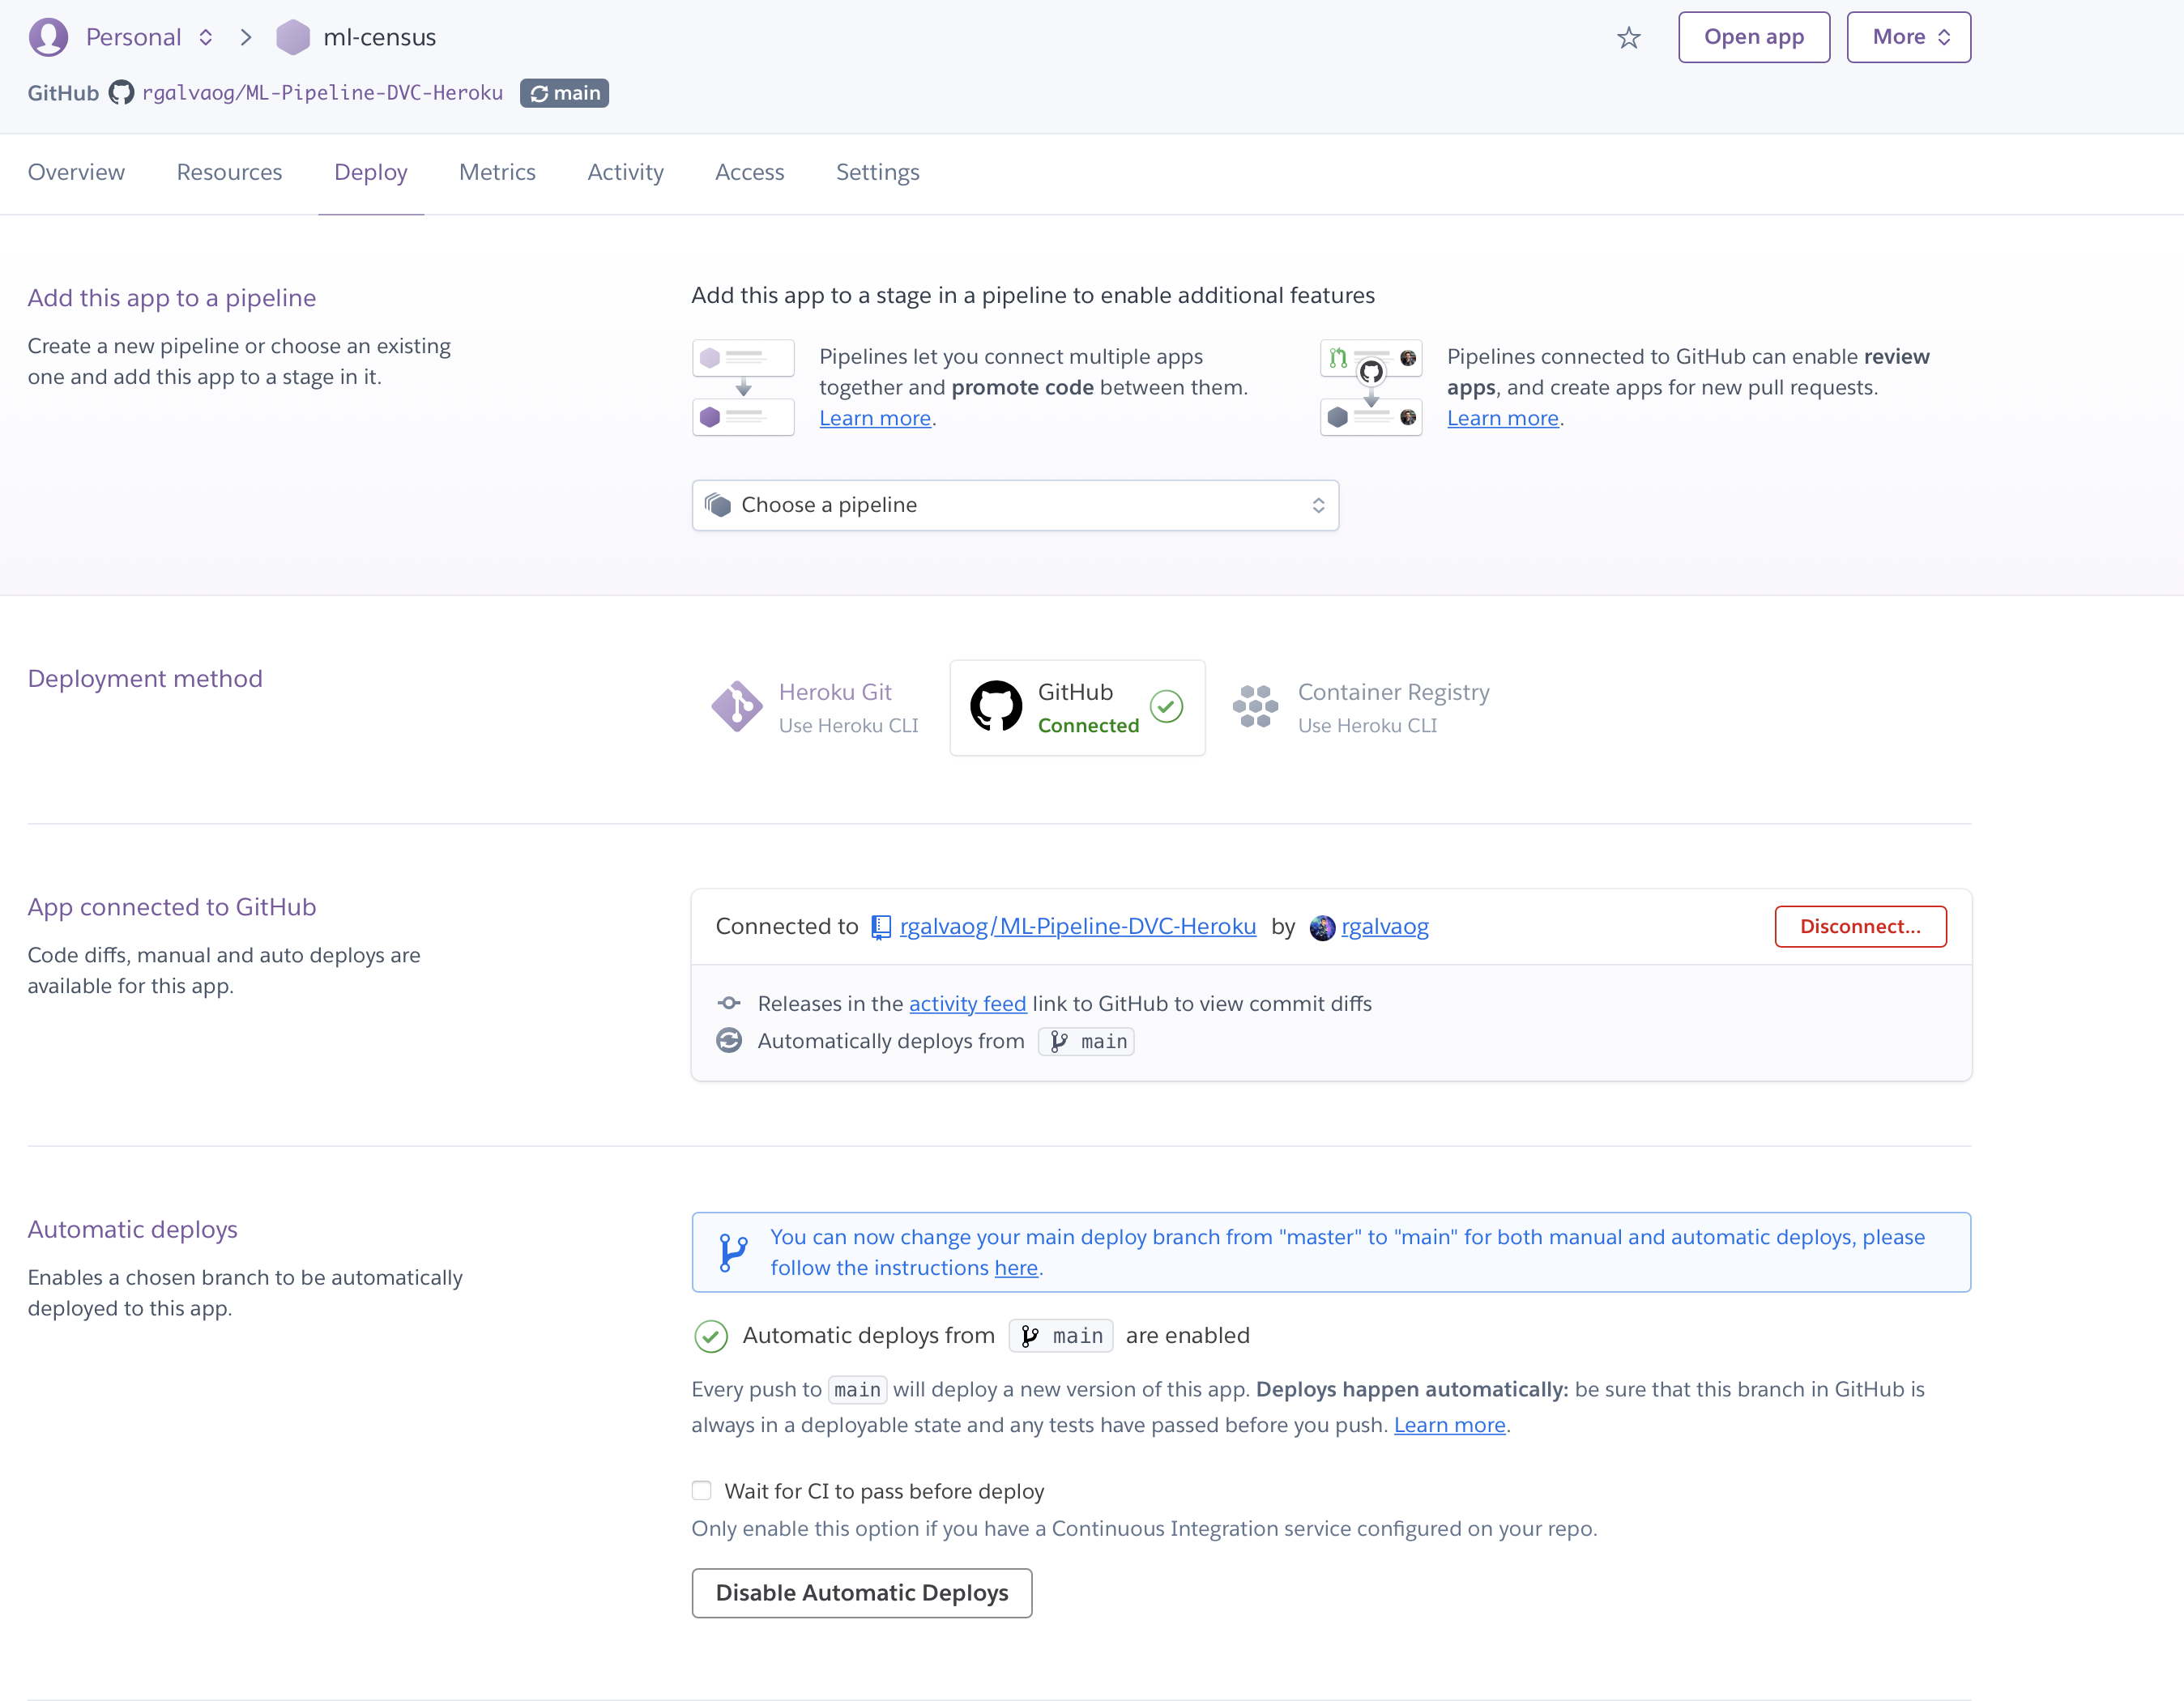 Personal
ml-census
Open app
More
GitHub rgalvaog/ML-Pipeline-DVC-Heroku main
Overview Resources Deploy Metrics Activity Access Settings
Add this app to a pipeline
Create a new pipeline or choose an existing
one and add this app to a stage in it.
Add this app to a stage in a pipeline to enable additional features
Pipelines let you connect multiple apps
together and promote code between them.
Learn more.
Pipelines connected to GitHub can enable review
apps, and create apps for new pull requests.
Learn more.
Choose a pipeline
Deployment method
Heroku Git
Use Heroku CLI
GitHub
Connected
Container Registry
Use Heroku CLI
App connected to GitHub
Code diffs, manual and auto deploys are
available for this app.
Connected to rgalvaog/ML-Pipeline-DVC-Heroku by rgalvaog
Disconnect...
Releases in the activity feed link to GitHub to view commit diffs
Automatically deploys from main
Automatic deploys
Enables a chosen branch to be automatically
deployed to this app.
You can now change your main deploy branch from "master" to "main" for both manual and automatic deploys, please
follow the instructions here.
Automatic deploys from main are enabled
Every push to main will deploy a new version of this app. Deploys happen automatically: be sure that this branch in GitHub is
always in a deployable state and any tests have passed before you push. Learn more.
Wait for CI to pass before deploy
Only enable this option if you have a Continuous Integration service configured on your repo.
Disable Automatic Deploys